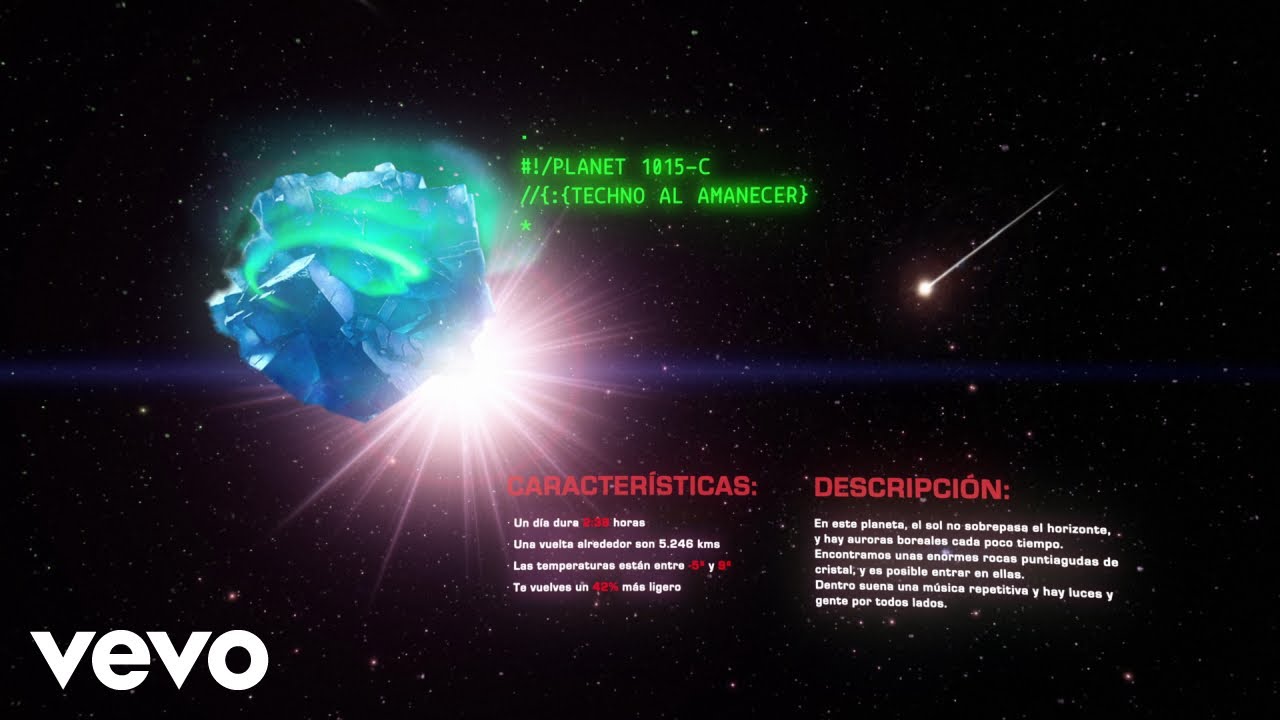 #!/PLANET 1015-C
//{:{TECHNO AL AMANECER}
*
CARACTERÍSTICAS:
· Un día dura 2:38 horas
· Una vuelta alrededor son 5.246 kms
· Las temperaturas están entre -5º y 9º
· Te vuelves un 42% más ligero
DESCRIPCIÓN:
En este planeta, el sol no sobrepasa el horizonte,
y hay auroras boreales cada poco tiempo.
Encontramos unas enormes rocas puntiagudas de
cristal, y es posible entrar en ellas.
Dentro suena una música repetitiva y hay luces y
gente por todos lados.
vevo